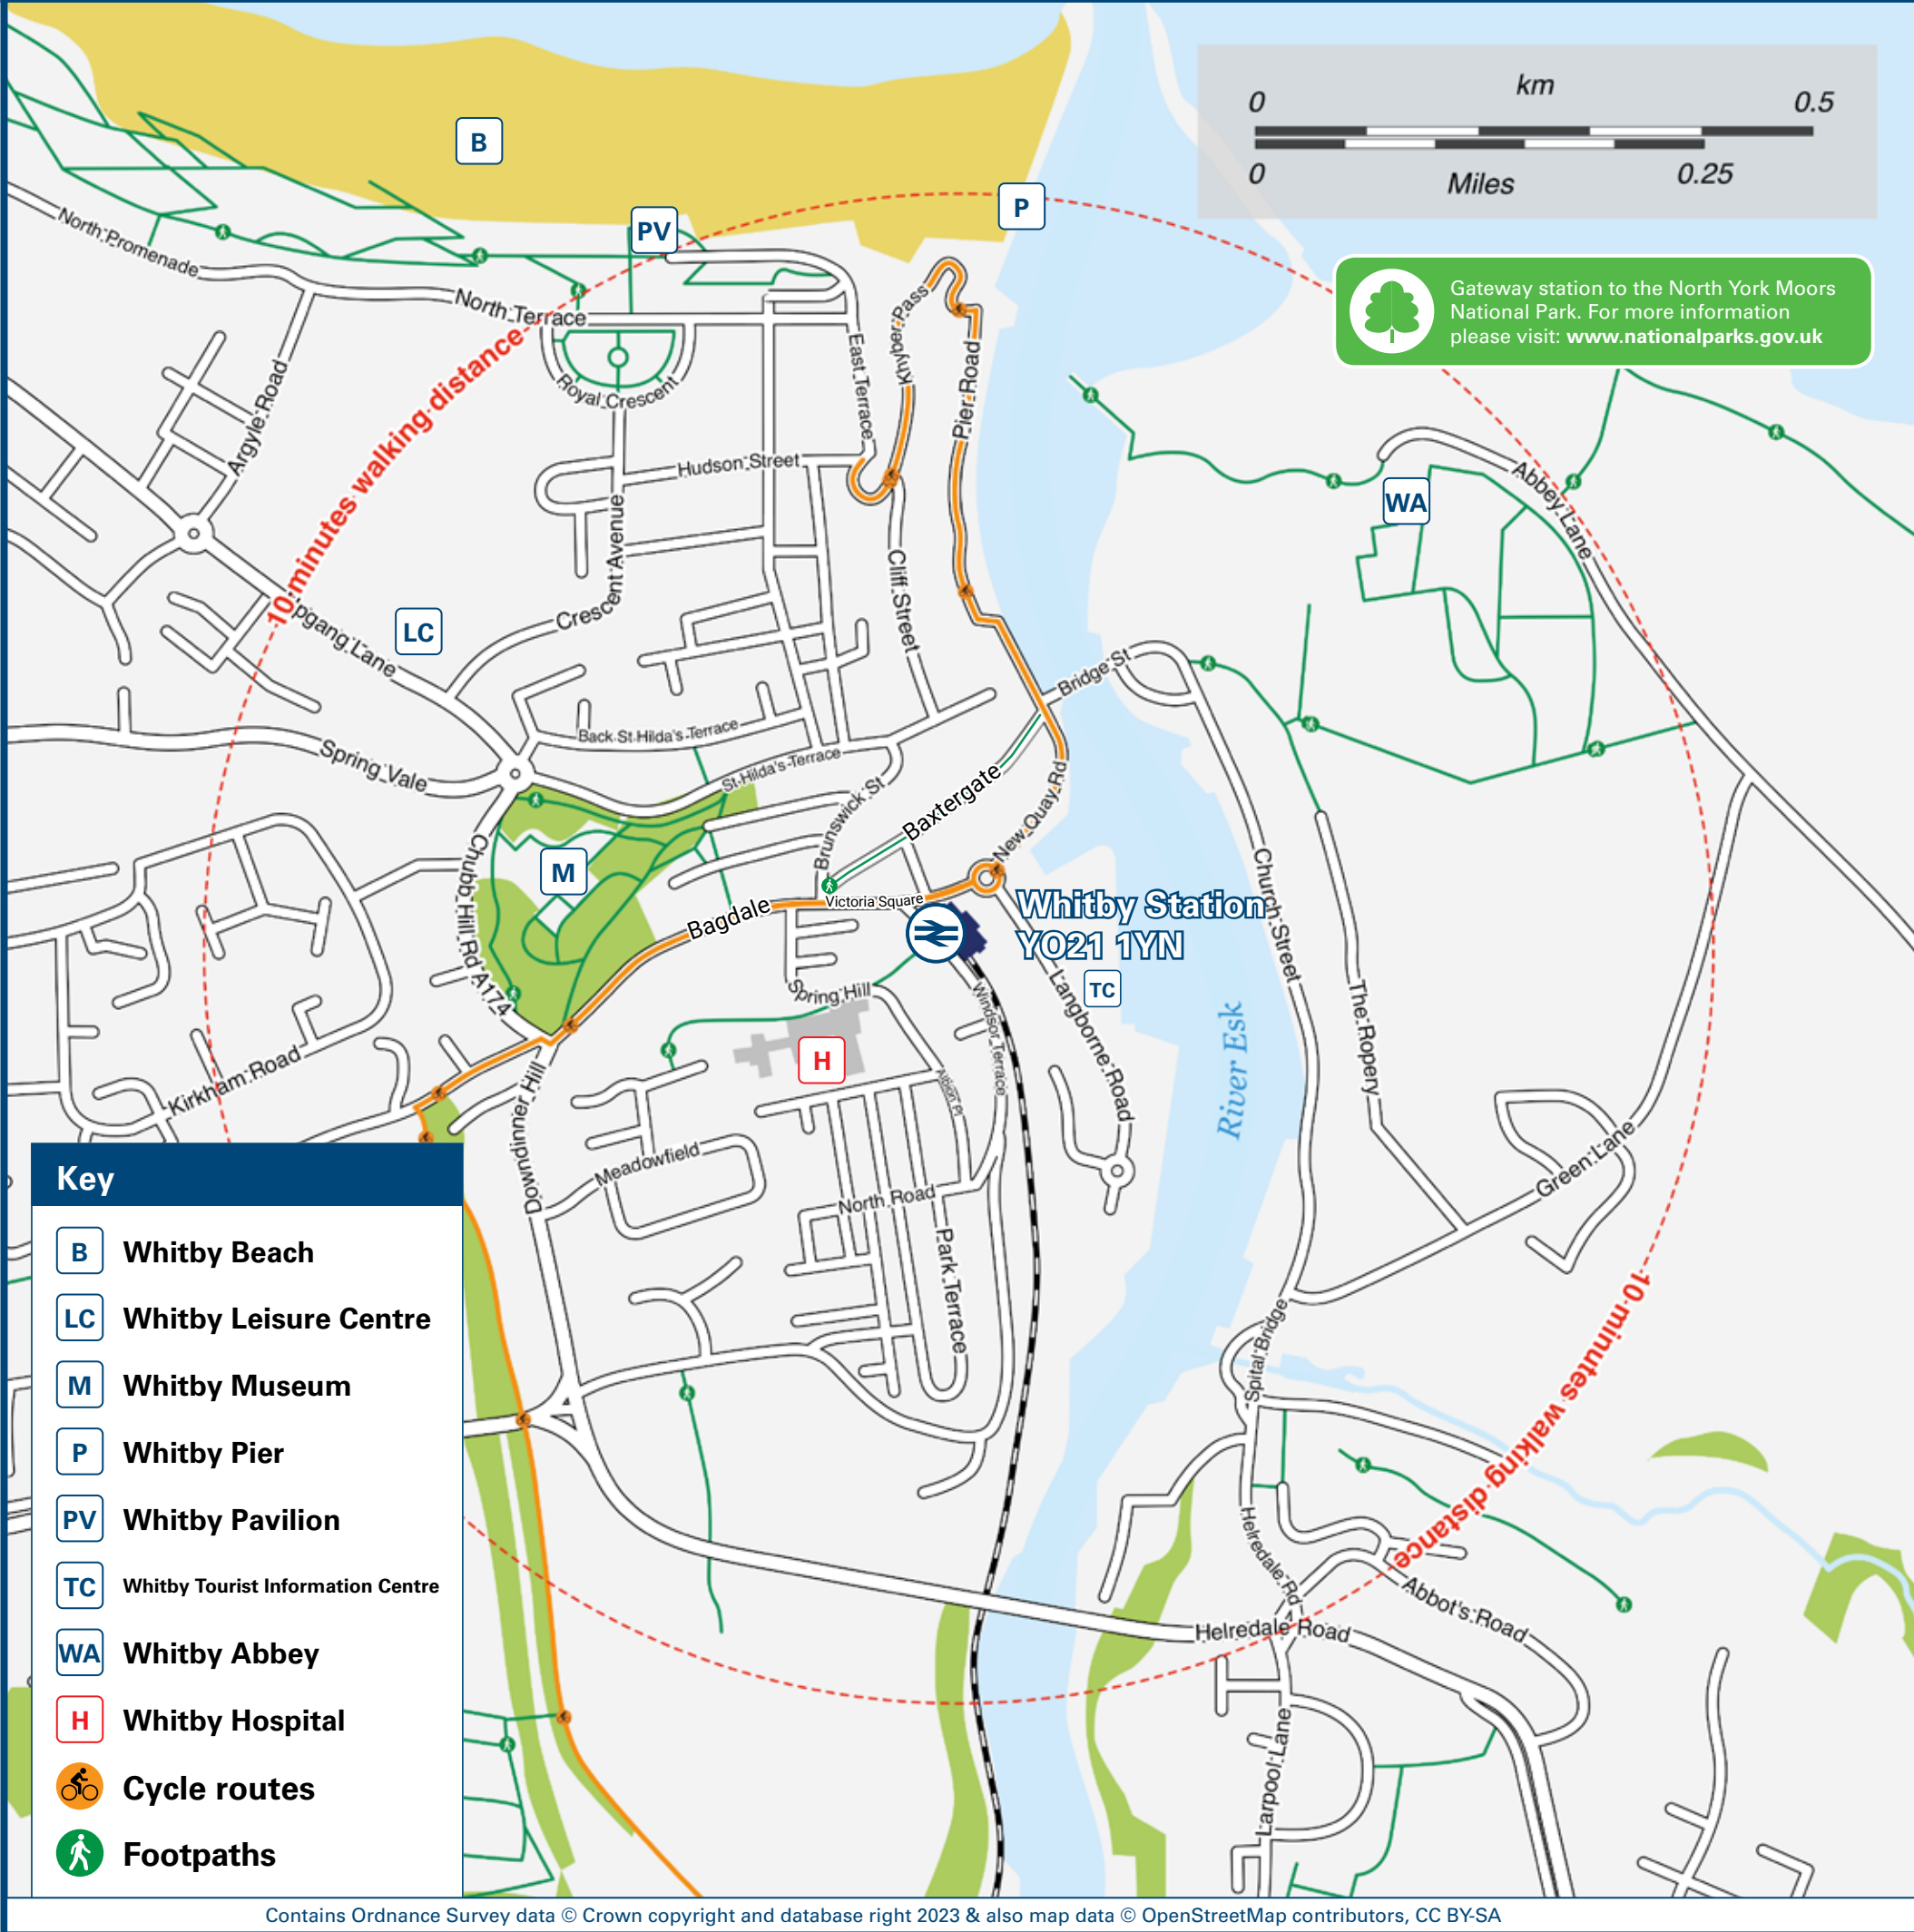 km
0
0.5
0
Miles
0.25
B
P
PV
Gateway station to the North York Moors
National Park. For more information
please visit: www.nationalparks.gov.uk
North Promenade
North Terrace
Royal Crescent
Argyle Road
10 minutes walking distance
East Terrace
Khyber Pass
Pier Road
Hudson Street
Crescent Avenue
Cliff Street
WA
Abbey Lane
LC
pgang Lane
Bridge St
Back St Hilda's Terrace
St Hilda's Terrace
Spring Vale
Brunswick St
Baxtergate
New Quay Rd
Chubb Hill Rd A174
M
Victoria Square
Bagdale
Whitby Station
YO21 1YN
TC
Church Street
Spring Hill
Windsor Terrace
Langborne Road
River Esk
The Ropery
H
Albion Pl
Kirkham Road
Downdinner Hill
Meadowfield
North Road
Park Terrace
Green Lane
10 minutes walking distance
Spital Bridge
Helredale Rd
Helredale Road
Abbot's Road
Larpool Lane
Key
B Whitby Beach
LC Whitby Leisure Centre
M Whitby Museum
P Whitby Pier
PV Whitby Pavilion
TC Whitby Tourist Information Centre
WA Whitby Abbey
H Whitby Hospital
Cycle routes
Footpaths
Contains Ordnance Survey data © Crown copyright and database right 2023 & also map data © OpenStreetMap contributors, CC BY-SA